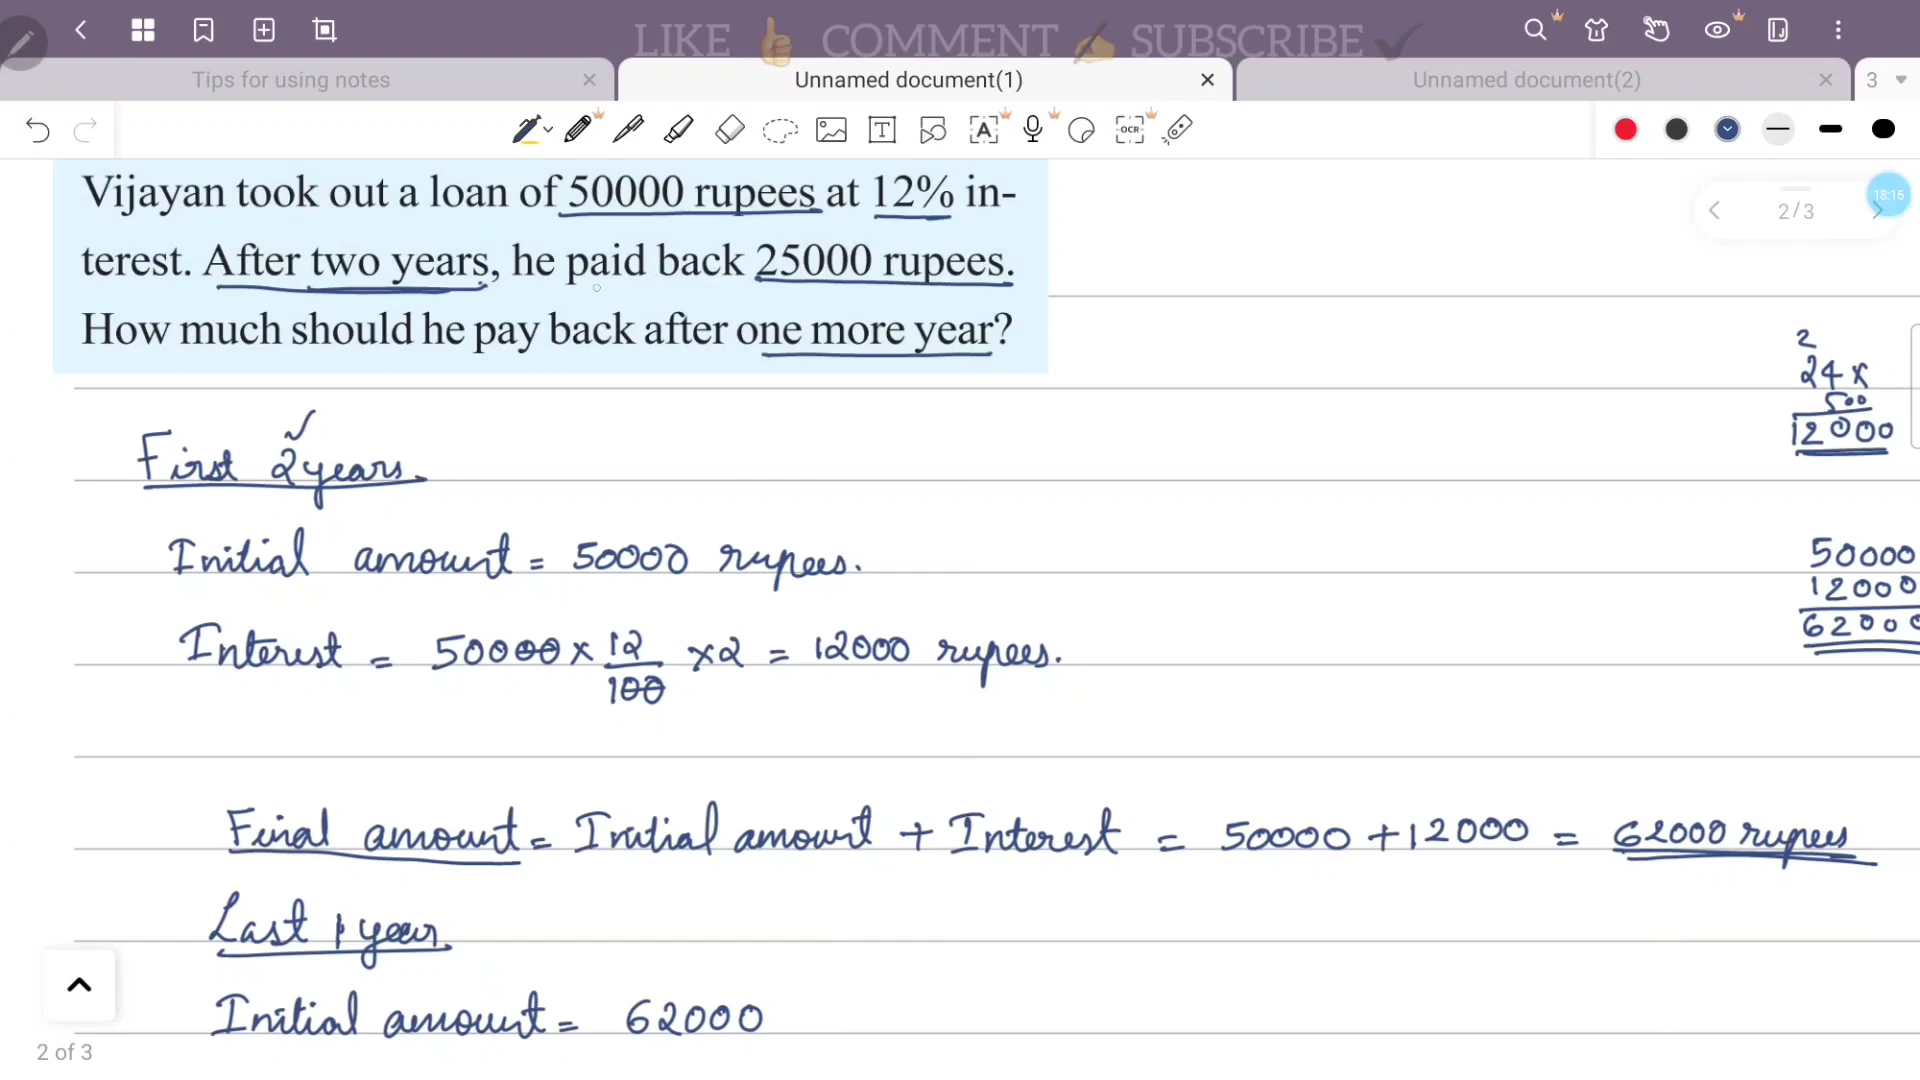 LIKE COMMENT SUBSCRIBE
Tips for using notes
Unnamed document(1)
Unnamed document(2)
3
OCR
18:15
2/3
Vijayan took out a loan of 50000 rupees at 12% in-
terest. After two years, he paid back 25000 rupees.
How much should he pay back after one more year?
2
24 x
500
12000
First 2 years.
Initial amount = 50000 rupees.
50000
12000
62000
Interest = 50000 x 12/100 x 2 = 12000 rupees.
Final amount = Initial amount + Interest = 50000 + 12000 = 62000 rupees
Last 1 year
Initial amount = 62000
2 of 3